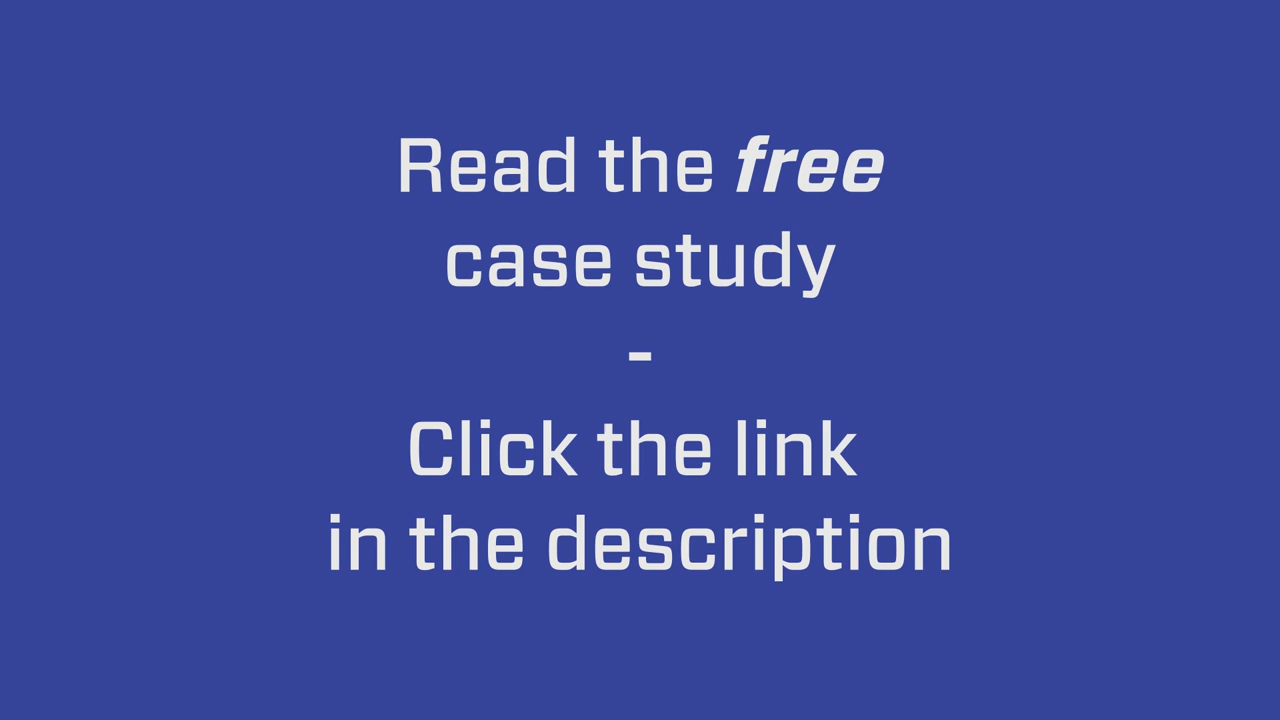 Read the free
case study
-
Click the link
in the description